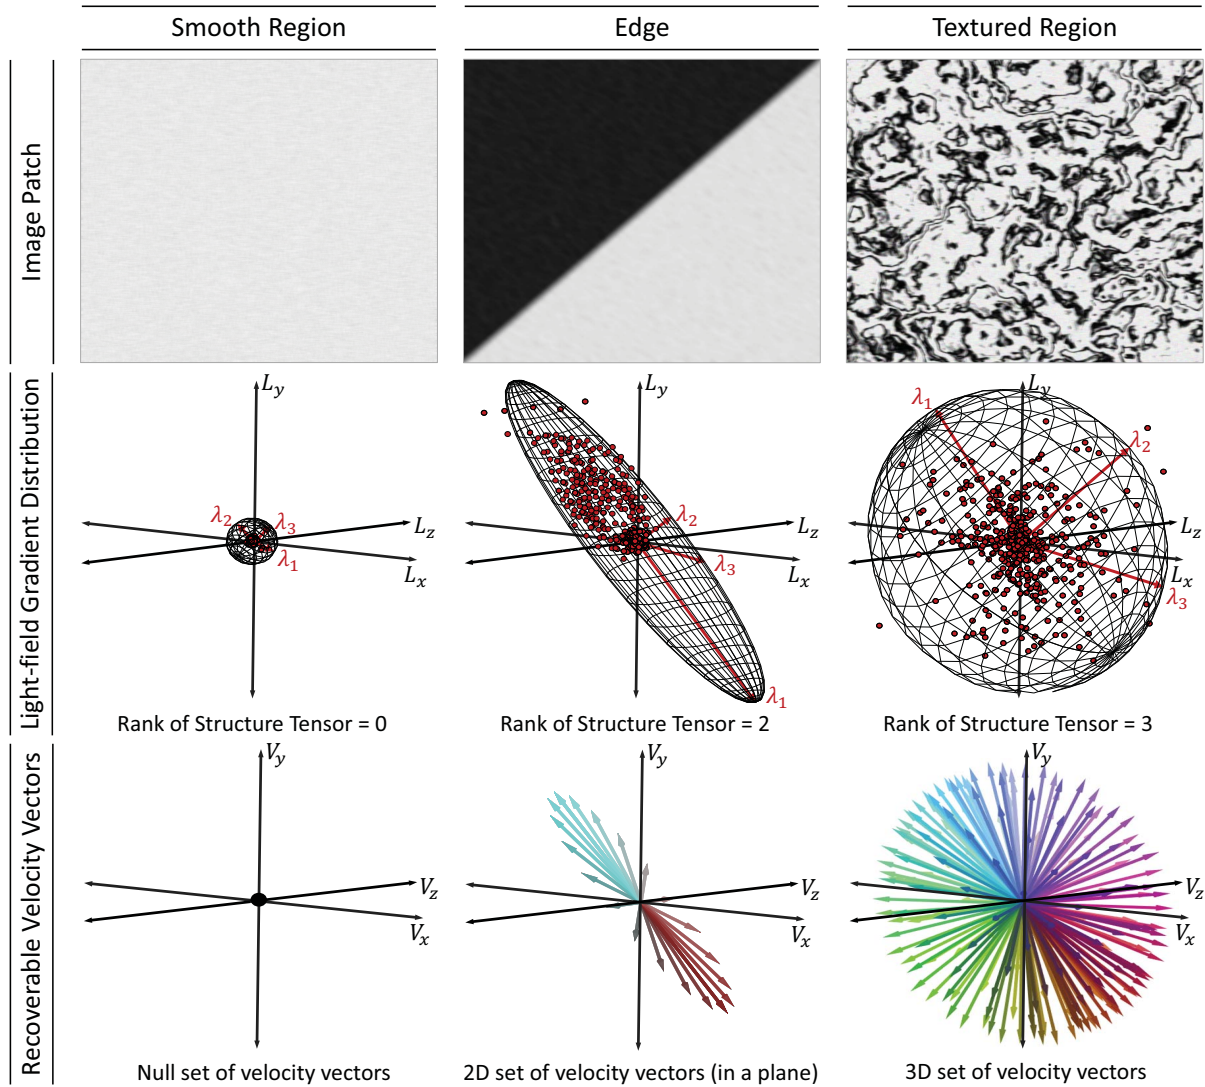 Smooth Region
Edge
Textured Region
Image Patch
Light-field Gradient Distribution
L_y
λ_2
λ_3
λ_1
L_z
L_x
Rank of Structure Tensor = 0
λ_2
λ_3
λ_1
Rank of Structure Tensor = 2
L_y
λ_1
λ_2
L_z
L_x
λ_3
Rank of Structure Tensor = 3
Recoverable Velocity Vectors
V_y
V_z
V_x
Null set of velocity vectors
V_y
V_z
V_x
2D set of velocity vectors (in a plane)
V_y
V_z
V_x
3D set of velocity vectors